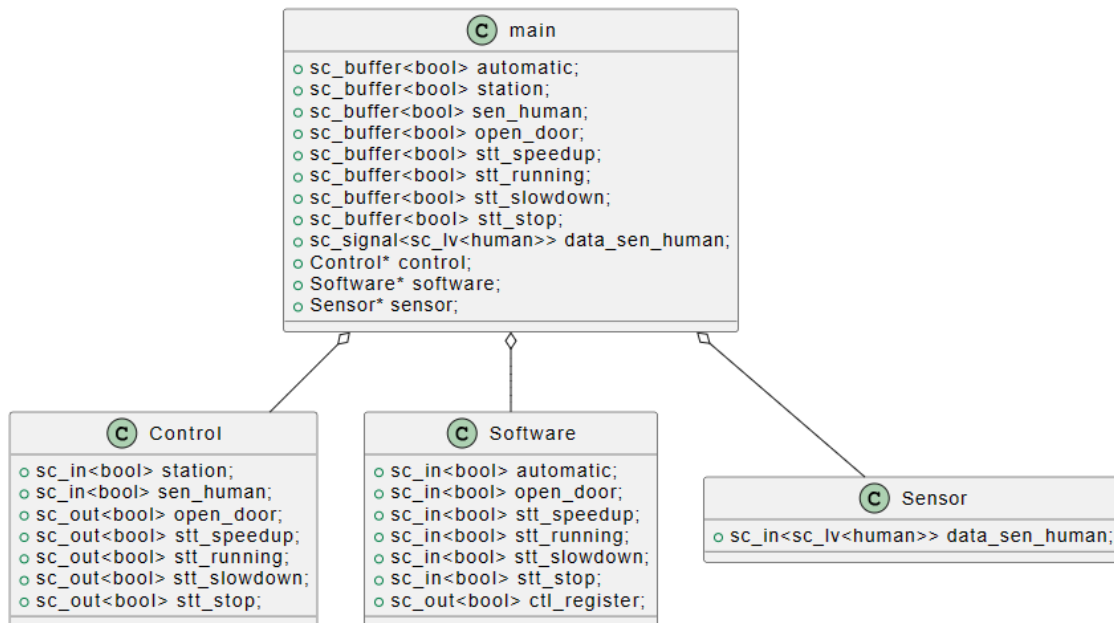 C main
sc_buffer<bool> automatic;
sc_buffer<bool> station;
sc_buffer<bool> sen_human;
sc_buffer<bool> open_door;
sc_buffer<bool> stt_speedup;
sc_buffer<bool> stt_running;
sc_buffer<bool> stt_slowdown;
sc_buffer<bool> stt_stop;
sc_signal<sc_lv<human>> data_sen_human;
Control* control;
Software* software;
Sensor* sensor;
C Control
sc_in<bool> station;
sc_in<bool> sen_human;
sc_out<bool> open_door;
sc_out<bool> stt_speedup;
sc_out<bool> stt_running;
sc_out<bool> stt_slowdown;
sc_out<bool> stt_stop;
C Software
sc_in<bool> automatic;
sc_in<bool> open_door;
sc_in<bool> stt_speedup;
sc_in<bool> stt_running;
sc_in<bool> stt_slowdown;
sc_in<bool> stt_stop;
sc_out<bool> ctl_register;
C Sensor
sc_in<sc_lv<human>> data_sen_human;